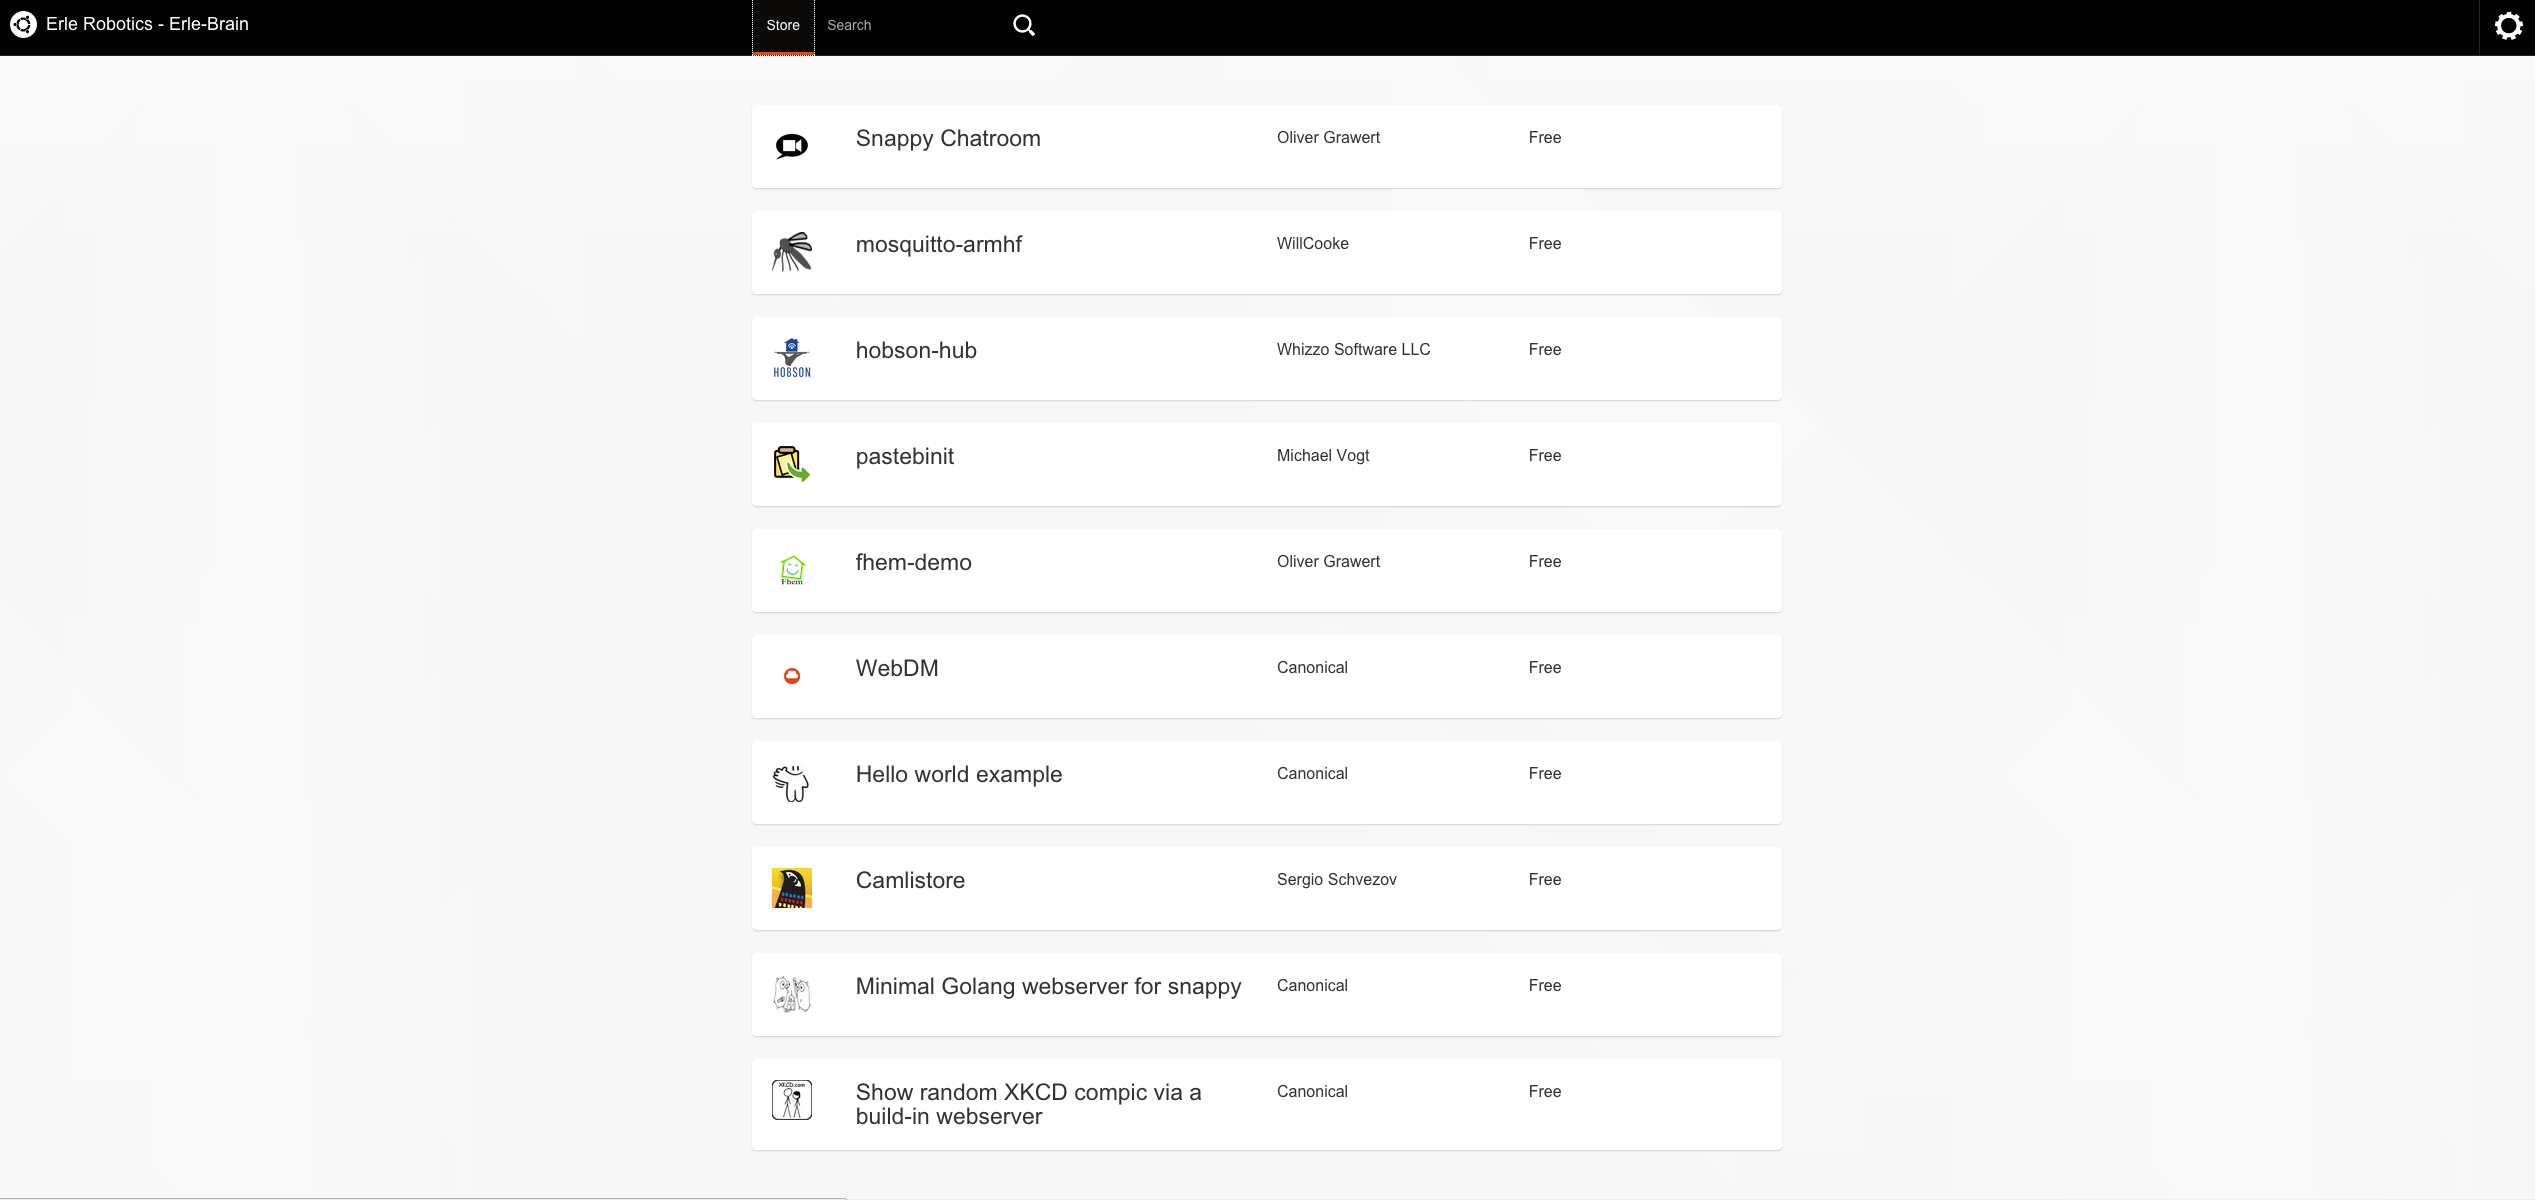 Erle Robotics - Erle-Brain
Store
Search
Snappy Chatroom
Oliver Grawert
Free
mosquitto-armhf
WillCooke
Free
HOBSON
hobson-hub
Whizzo Software LLC
Free
pastebinit
Michael Vogt
Free
Fhem
fhem-demo
Oliver Grawert
Free
WebDM
Canonical
Free
Hello world example
Canonical
Free
Camlistore
Sergio Schvezov
Free
Minimal Golang webserver for snappy
Canonical
Free
XKCD.com
Show random XKCD compic via a
build-in webserver
Canonical
Free